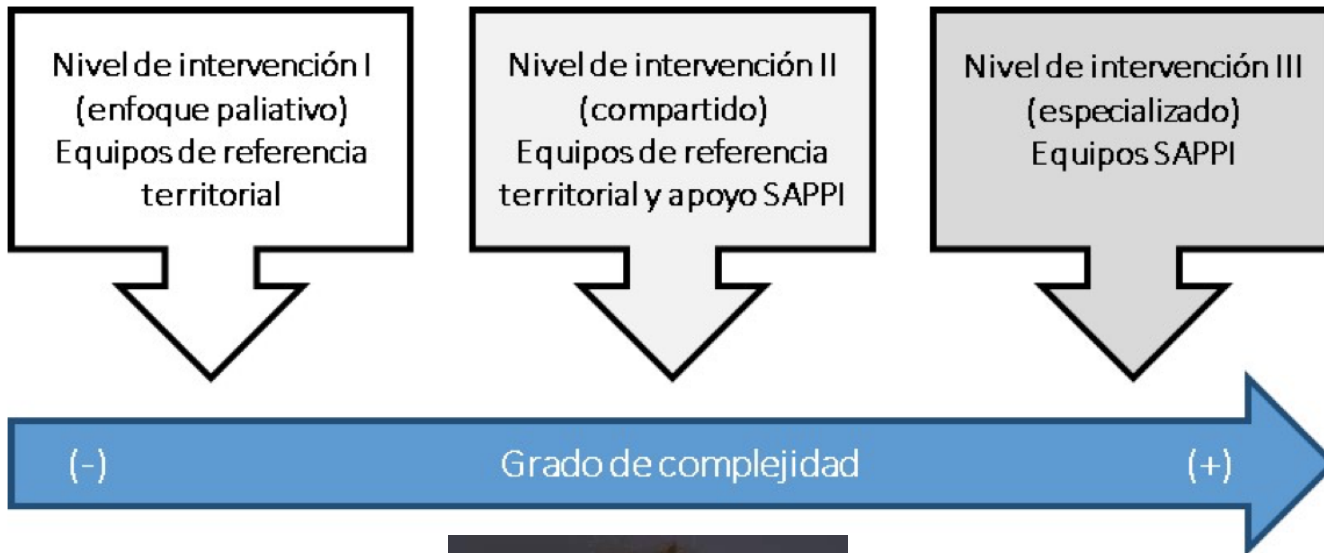 Nivel de intervención I
(enfoque paliativo)
Equipos de referencia
territorial
Nivel de intervención II
(compartido)
Equipos de referencia
territorial y apoyo SAPPI
Nivel de intervención III
(especializado)
Equipos SAPPI
(-) Grado de complejidad (+)